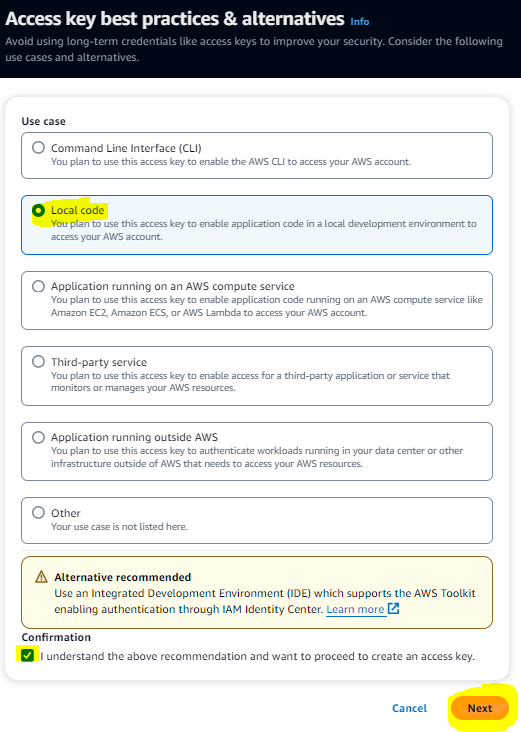 Access key best practices & alternatives Info
Avoid using long-term credentials like access keys to improve your security. Consider the following
use cases and alternatives.
Use case
Command Line Interface (CLI)
You plan to use this access key to enable the AWS CLI to access your AWS account.
Local code
You plan to use this access key to enable application code in a local development environment to
access your AWS account.
Application running on an AWS compute service
You plan to use this access key to enable application code running on an AWS compute service like
Amazon EC2, Amazon ECS, or AWS Lambda to access your AWS account.
Third-party service
You plan to use this access key to enable access for a third-party application or service that
monitors or manages your AWS resources.
Application running outside AWS
You plan to use this access key to authenticate workloads running in your data center or other
infrastructure outside of AWS that needs to access your AWS resources.
Other
Your use case is not listed here.
Alternative recommended
Use an Integrated Development Environment (IDE) which supports the AWS Toolkit
enabling authentication through IAM Identity Center. Learn more
Confirmation
I understand the above recommendation and want to proceed to create an access key.
Cancel Next